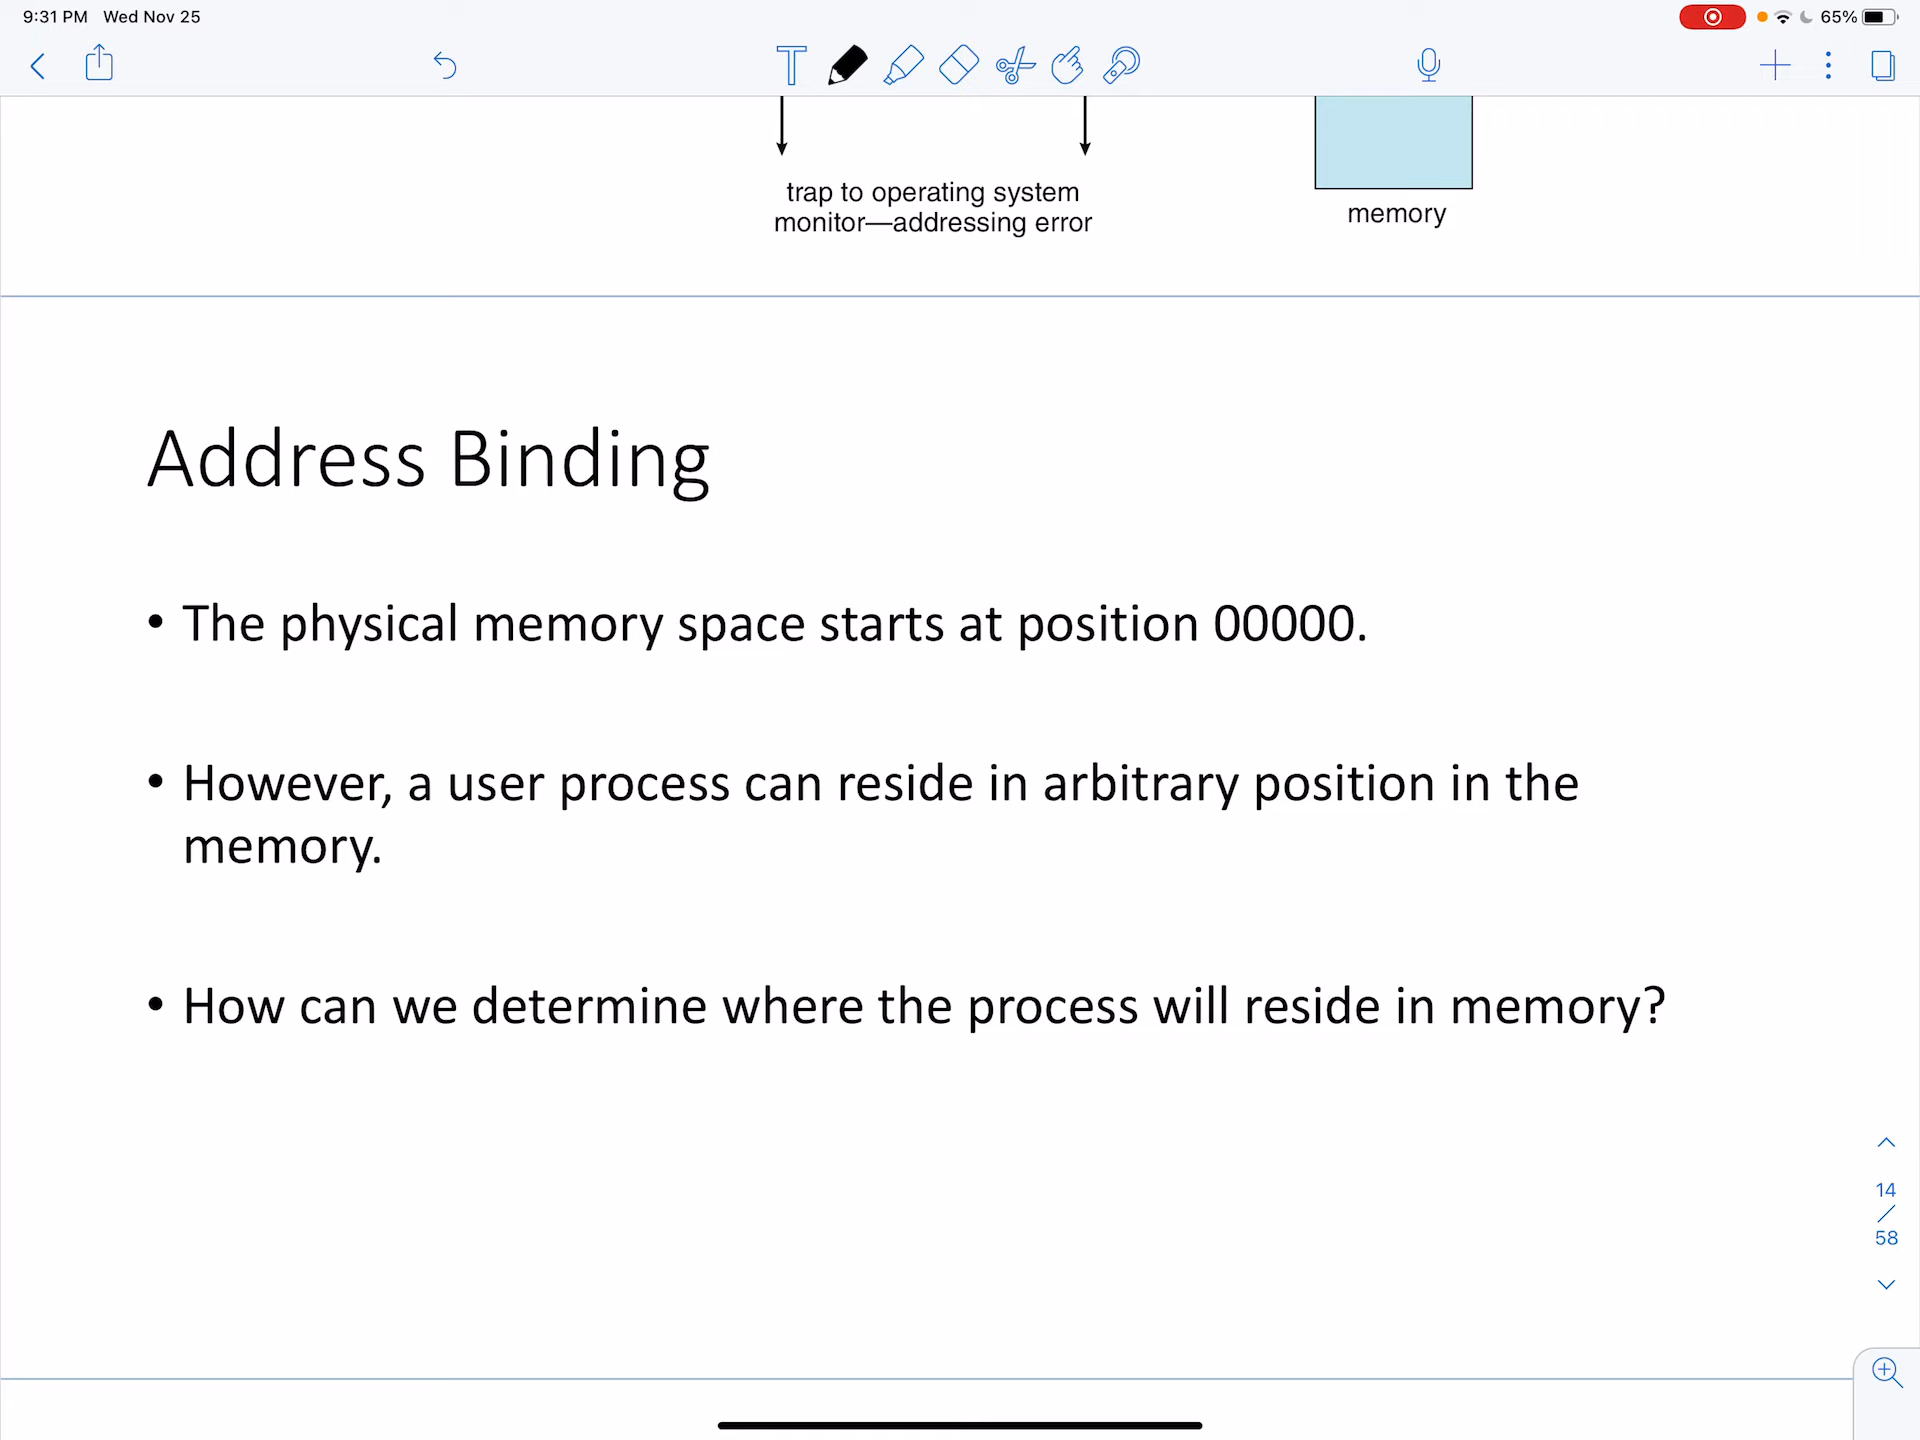 9:31 PM Wed Nov 25
65%
trap to operating system
monitor—addressing error
memory
Address Binding
• The physical memory space starts at position 00000.
• However, a user process can reside in arbitrary position in the
memory.
• How can we determine where the process will reside in memory?
14
/
58